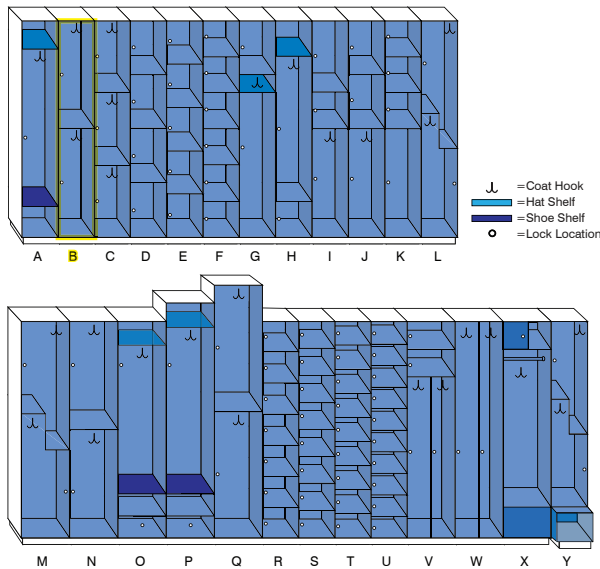 =Coat Hook
=Hat Shelf
=Shoe Shelf
=Lock Location
A B C D E F G H I J K L
M N O P Q R S T U V W X Y